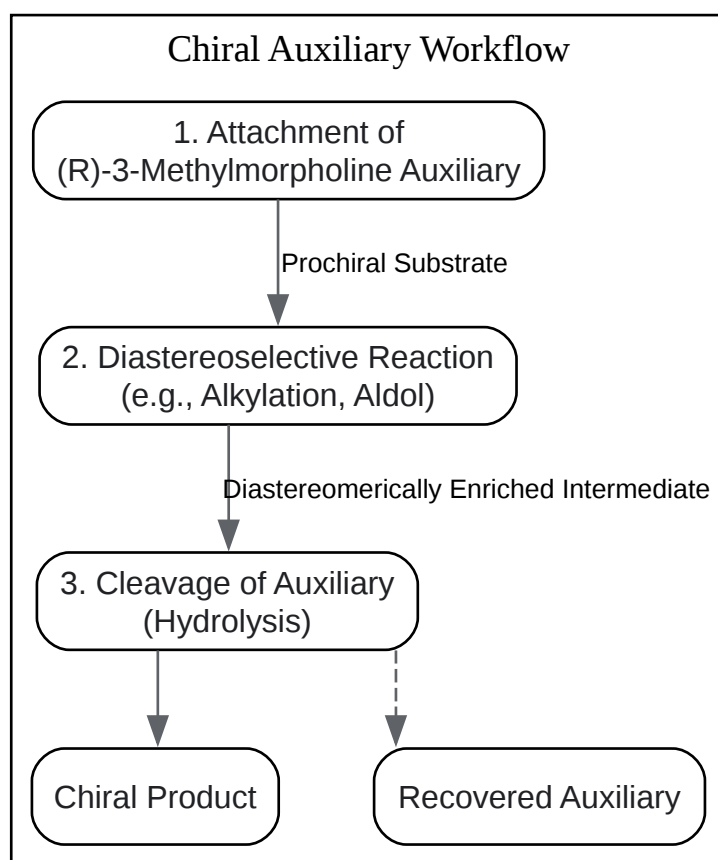 Chiral Auxiliary Workflow
1. Attachment of
(R)-3-Methylmorpholine Auxiliary
Prochiral Substrate
2. Diastereoselective Reaction
(e.g., Alkylation, Aldol)
Diastereomerically Enriched Intermediate
3. Cleavage of Auxiliary
(Hydrolysis)
Chiral Product
Recovered Auxiliary